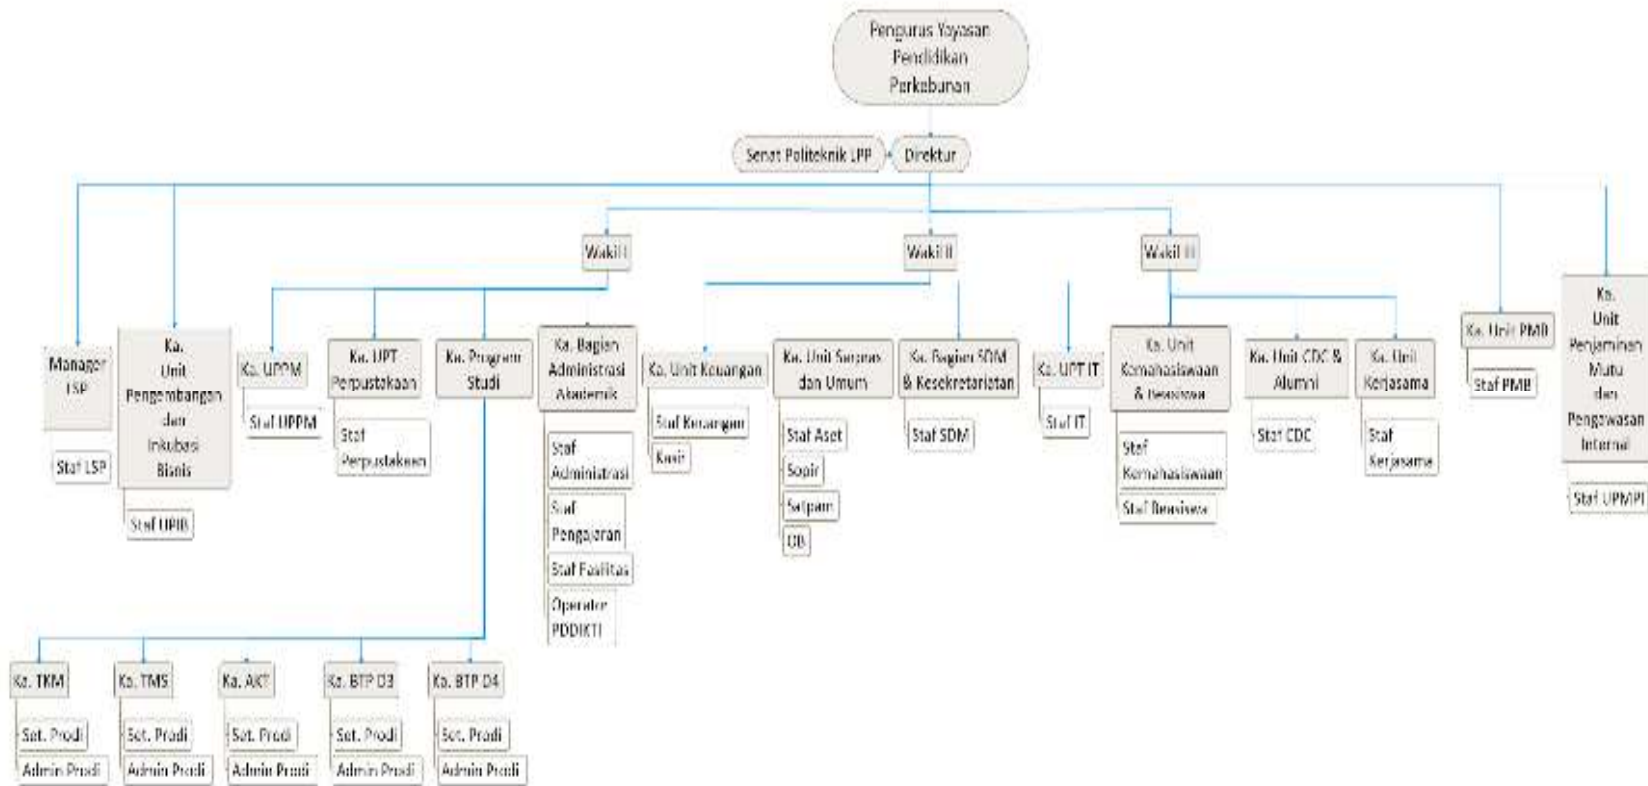 Pengurus Yayasan
Pendidikan
Perkebunan
Senat Politeknik LPP
Direktur
Wakil I
Wakil II
Wakil III
Manager
LSP
Staf LSP
Ka.
Unit
Pengembangan
dan
Inkubasi
Bisnis
Staf UPIB
Ka. UPPM
Staf UPPM
Ka. UPT
Perpustakaan
Staf
Perpustakaan
Ka. Program
Studi
Ka. Bagian
Administrasi
Akademik
Staf
Administrasi
Staf
Pengajaran
Staf Fasilitas
Operator
PDDIKTI
Ka. Unit Keuangan
Staf Keuangan
Kasir
Ka. Unit Sarpras
dan Umum
Staf Aset
Sopir
Satpam
OB
Ka. Bagian SDM
& Kesekretariatan
Staf SDM
Ka. UPT IT
Staf IT
Ka. Unit
Kemahasiswaan
& Beasiswa
Staf
Kemahasiswaan
Staf Beasiswa
Ka. Unit CDC &
Alumni
Staf CDC
Ka. Unit
Kerjasama
Staf
Kerjasama
Ka. Unit PMB
Staf PMB
Ka.
Unit
Penjaminan
Mutu
dan
Pengawasan
Internal
Staf UPMPI
Ka. TKM
Set. Prodi
Admin Prodi
Ka. TMS
Set. Prodi
Admin Prodi
Ka. AKT
Set. Prodi
Admin Prodi
Ka. BTP D3
Set. Prodi
Admin Prodi
Ka. BTP D4
Set. Prodi
Admin Prodi